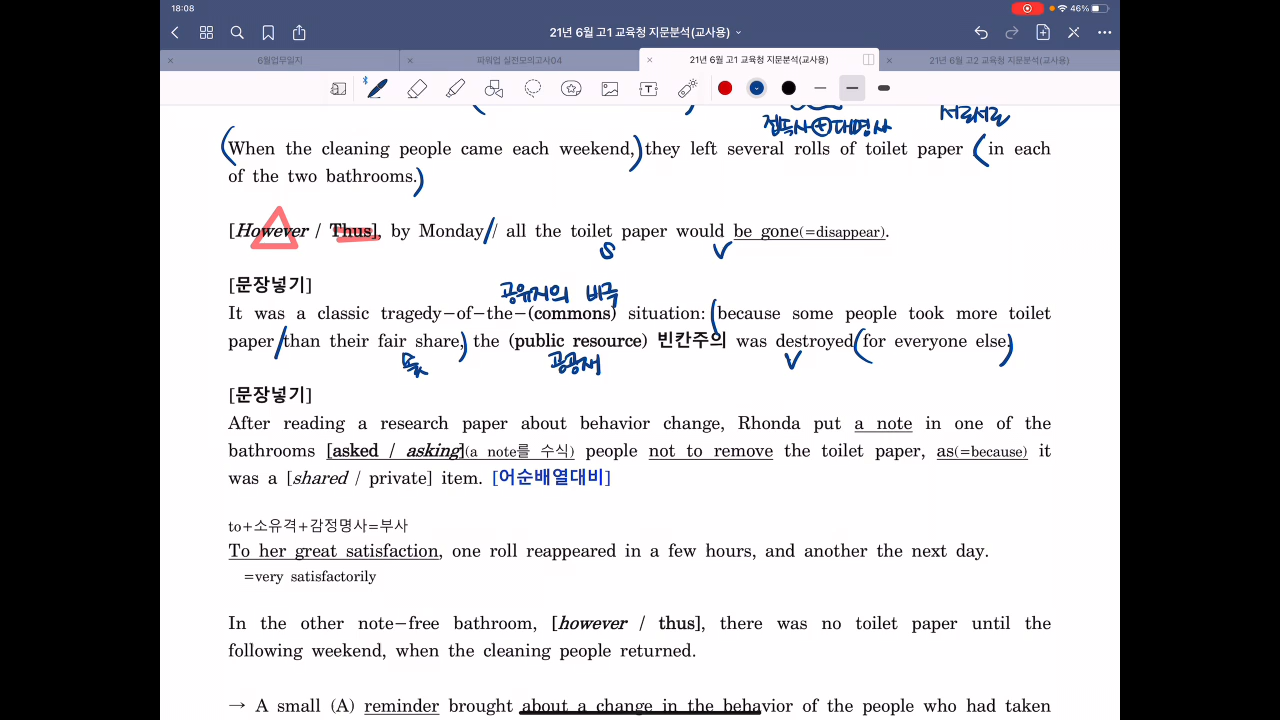 18:08
46%
21년 6월 고1 교육청 지문분석(교사용)
6월업무일지
파워업 실전모의고사04
21년 6월 고1 교육청 지문분석(교사용)
21년 6월 고2 교육청 지문분석(교사용)
접속사+대명사 서로서로
When the cleaning people came each weekend, they left several rolls of toilet paper in each
of the two bathrooms.
[However / Thus], by Monday / all the toilet paper would be gone(=disappear).
S V
[문장넣기]
공유지의 비극
It was a classic tragedy-of-the-(commons) situation: because some people took more toilet
paper than their fair share, the (public resource) 빈칸주의 was destroyed for everyone else.
몫 공공재 V
[문장넣기]
After reading a research paper about behavior change, Rhonda put a note in one of the
bathrooms [asked / asking](a note를 수식) people not to remove the toilet paper, as(=because) it
was a [shared / private] item. [어순배열대비]
to+소유격+감정명사=부사
To her great satisfaction, one roll reappeared in a few hours, and another the next day.
=very satisfactorily
In the other note-free bathroom, [however / thus], there was no toilet paper until the
following weekend, when the cleaning people returned.
→ A small (A) reminder brought about a change in the behavior of the people who had taken